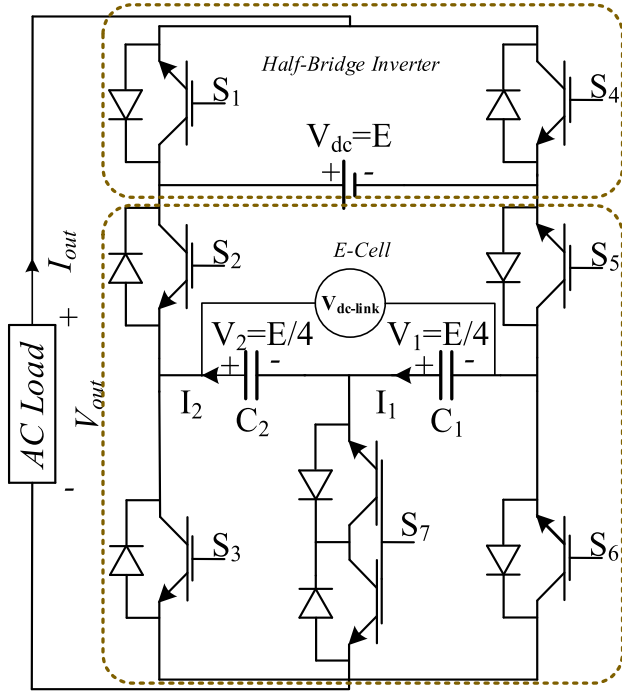 Half-Bridge Inverter
S1
S4
Vdc=E
+ -
Iout
S2
E-Cell
S5
Vdc-link
+
V2=E/4
V1=E/4
+ -
+ -
AC Load
Vout
I2
C2
I1
C1
-
S3
S7
S6